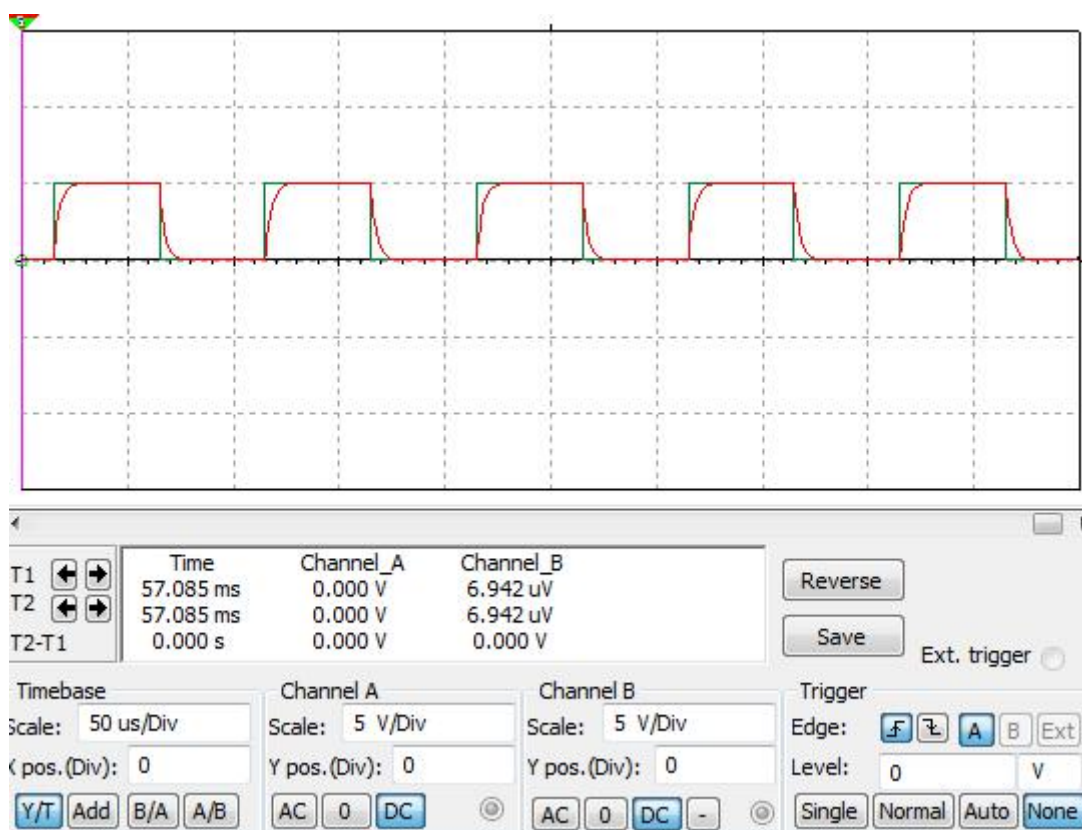 Time Channel_A Channel_B
T1 57.085 ms 0.000 V 6.942 uV
T2 57.085 ms 0.000 V 6.942 uV
T2-T1 0.000 s 0.000 V 0.000 V
Reverse
Save
Ext. trigger
Timebase
Scale: 50 us/Div
X pos.(Div): 0
Y/T Add B/A A/B
Channel A
Scale: 5 V/Div
Y pos.(Div): 0
AC 0 DC
Channel B
Scale: 5 V/Div
Y pos.(Div): 0
AC 0 DC -
Trigger
Edge: A B Ext
Level: 0 V
Single Normal Auto None